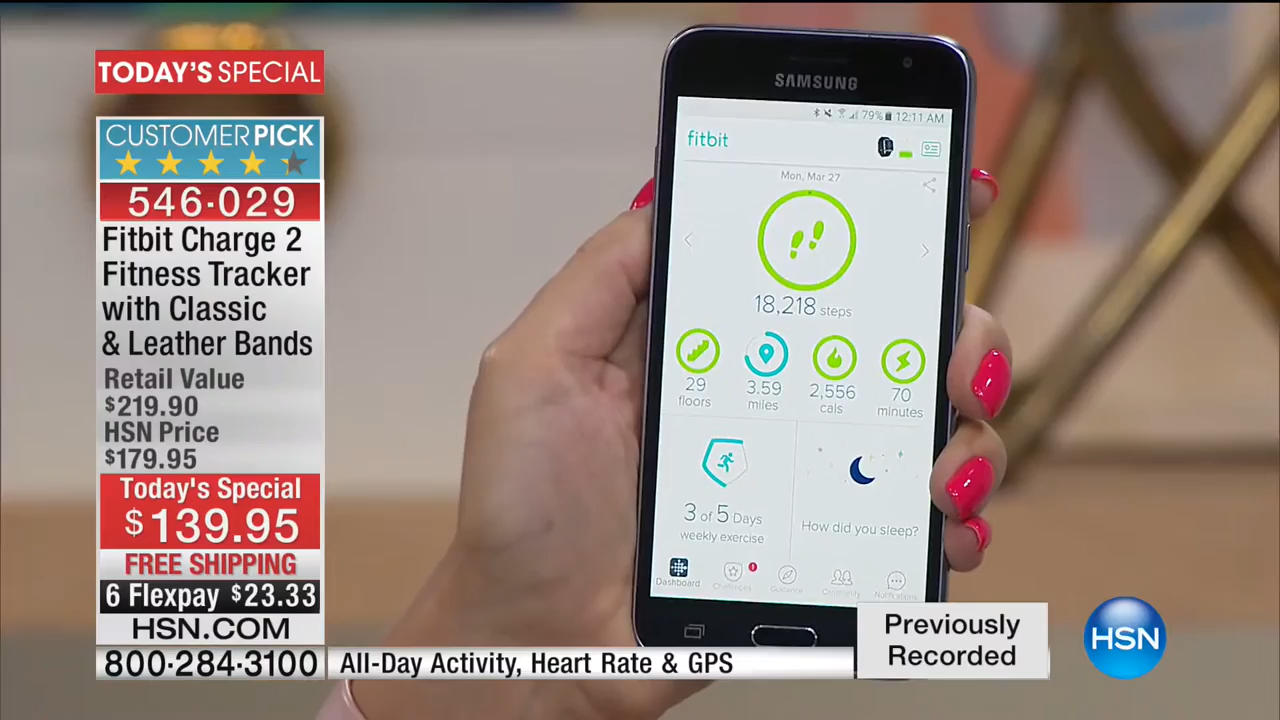 TODAY'S SPECIAL
CUSTOMER PICK
546·029
Fitbit Charge 2
Fitness Tracker
with Classic
& Leather Bands
Retail Value
$219.90
HSN Price
$179.95
Today's Special
$139.95
FREE SHIPPING
6 Flexpay $23.33
HSN.COM
800·284·3100
All-Day Activity, Heart Rate & GPS
Previously
Recorded
HSN
SAMSUNG
79% 12:11 AM
fitbit
Mon, Mar 27
18,218 steps
29
floors
3.59
miles
2,556
cals
70
minutes
3 of 5 Days
weekly exercise
How did you sleep?
Dashboard
Challenges
Guidance
Community
Notifications